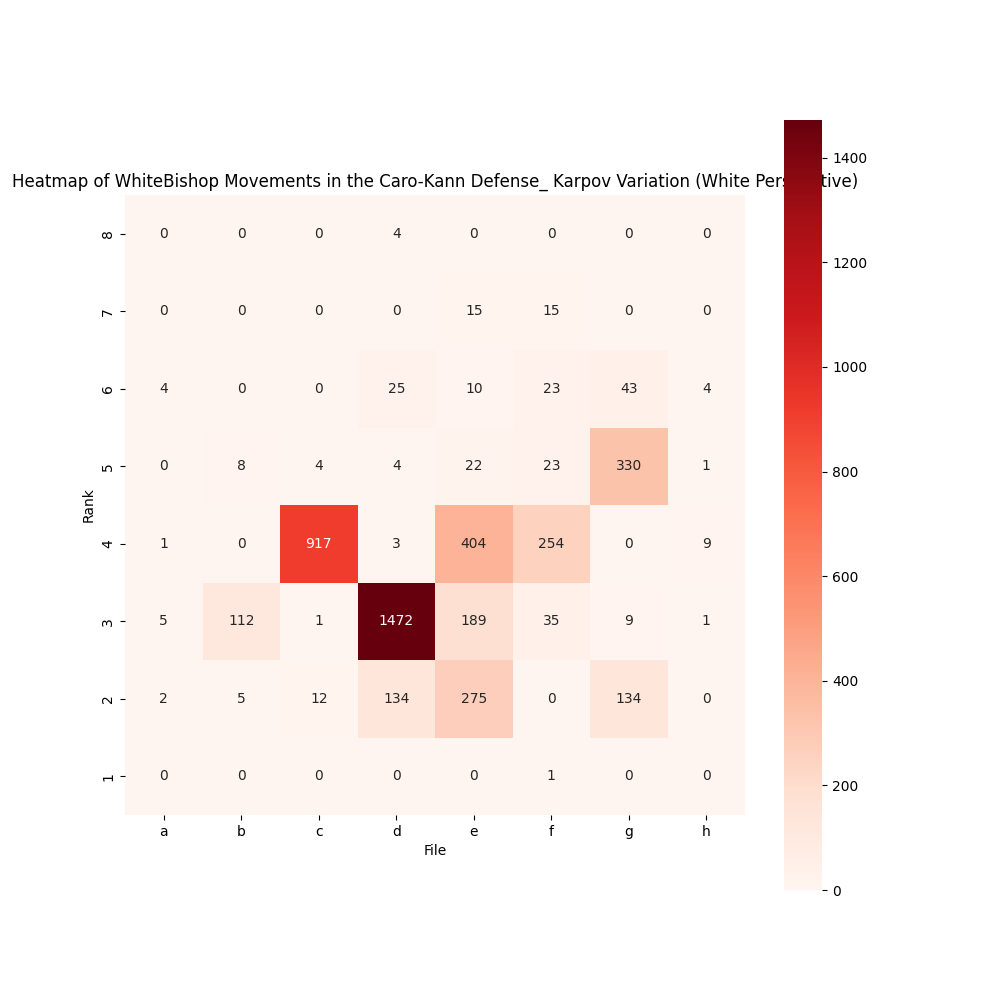 Heatmap of WhiteBishop Movements in the Caro-Kann Defense_ Karpov Variation (White Pers tive)
1400
8 0 0 0 4 0 0 0 0
1200
7 0 0 0 0 15 15 0 0
1000
6 4 0 0 25 10 23 43 4
800
5 0 8 4 4 22 23 330 1
Rank
600
4 1 0 917 3 404 254 0 9
3 5 112 1 1472 189 35 9 1
400
2 2 5 12 134 275 0 134 0
200
1 0 0 0 0 0 1 0 0
a b c d e f g h
File
0